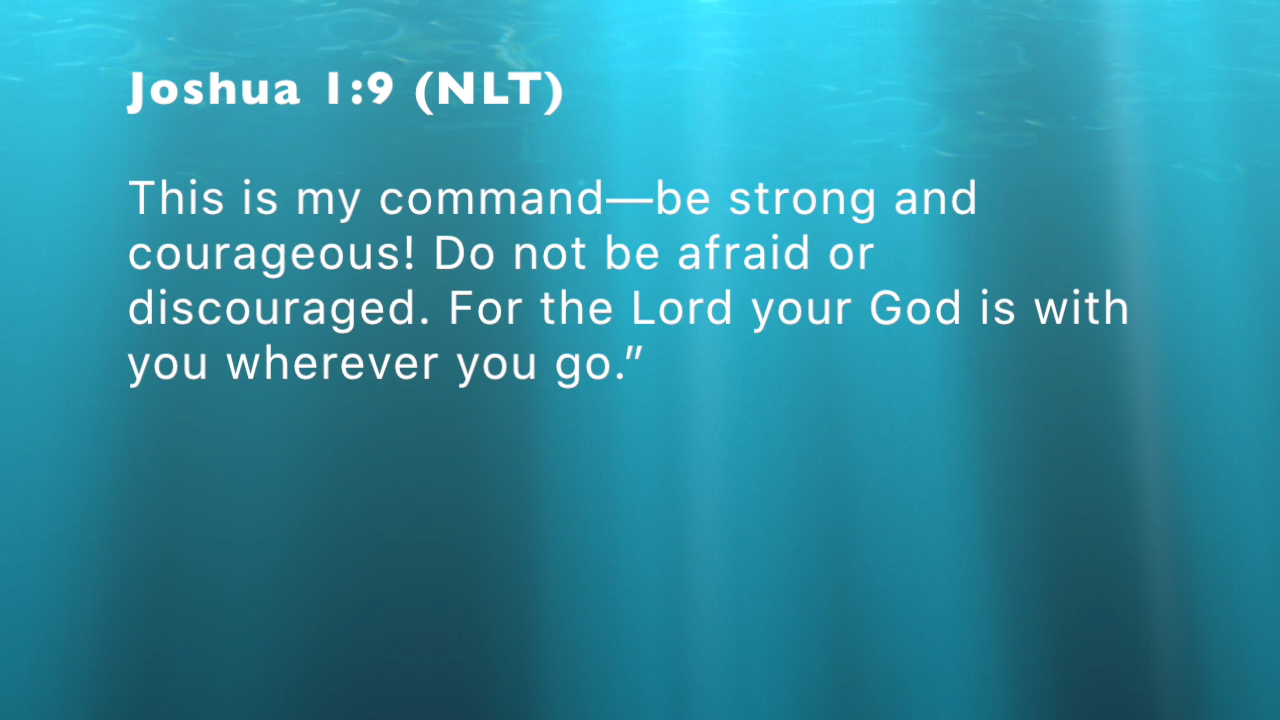 Joshua 1:9 (NLT)
This is my command—be strong and
courageous! Do not be afraid or
discouraged. For the Lord your God is with
you wherever you go.”